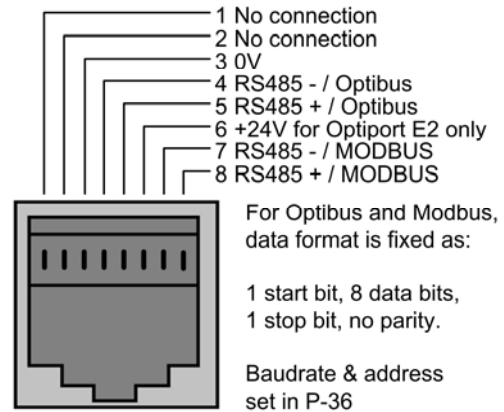 1 No connection
2 No connection
3 0V
4 RS485 - / Optibus
5 RS485 + / Optibus
6 +24V for Optiport E2 only
7 RS485 - / MODBUS
8 RS485 + / MODBUS
For Optibus and Modbus,
data format is fixed as:
1 start bit, 8 data bits,
1 stop bit, no parity.
Baudrate & address
set in P-36